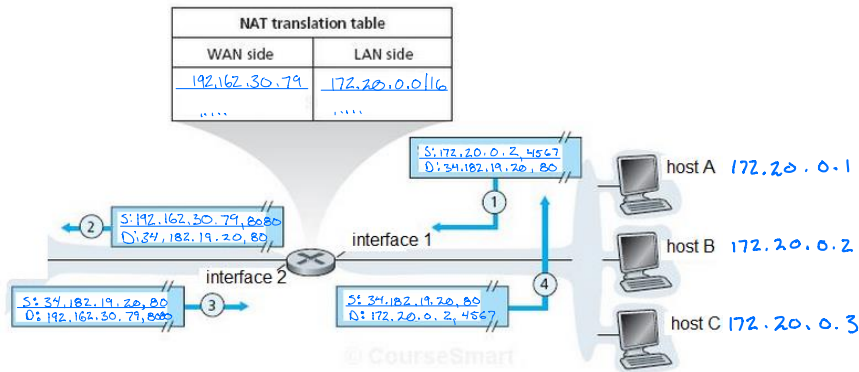 NAT translation table
WAN side LAN side
192.162.30.79 172.20.0.0/16
..... .....
S: 172.20.0.2, 4567
D: 34.182.19.20, 80
host A 172.20.0.1
1
2
S: 192.162.30.79, 8080
D: 34.182.19.20, 80
interface 1
host B 172.20.0.2
interface 2
4
S: 34.182.19.20, 80
D: 192.162.30.79, 8080
3
S: 34.182.19.20, 80
D: 172.20.0.2, 4567
host C 172.20.0.3
© CourseSmart